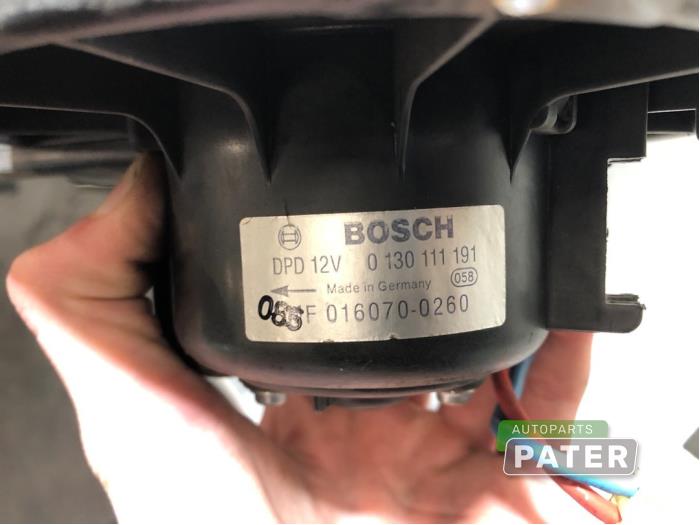 BOSCH
DPD 12V 0 130 111 191
Made in Germany 058
F 016070-0260
AUTOPARTS
PATER